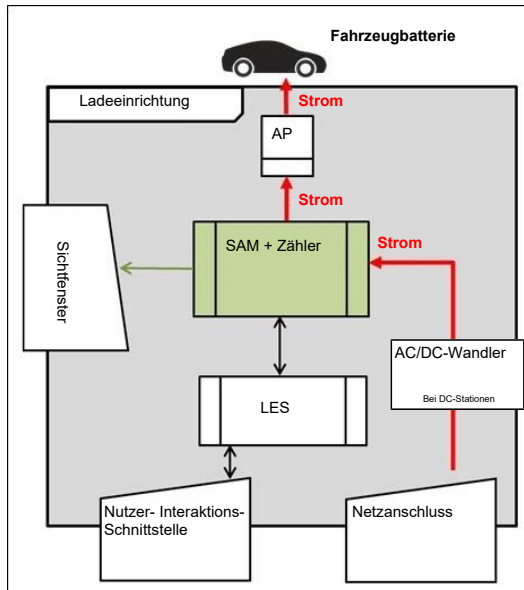 Fahrzeugbatterie
Ladeeinrichtung
Strom
AP
Strom
SAM + Zähler
Strom
Sichtfenster
AC/DC-Wandler
Bei DC-Stationen
LES
Nutzer- Interaktions-
Schnittstelle
Netzanschluss